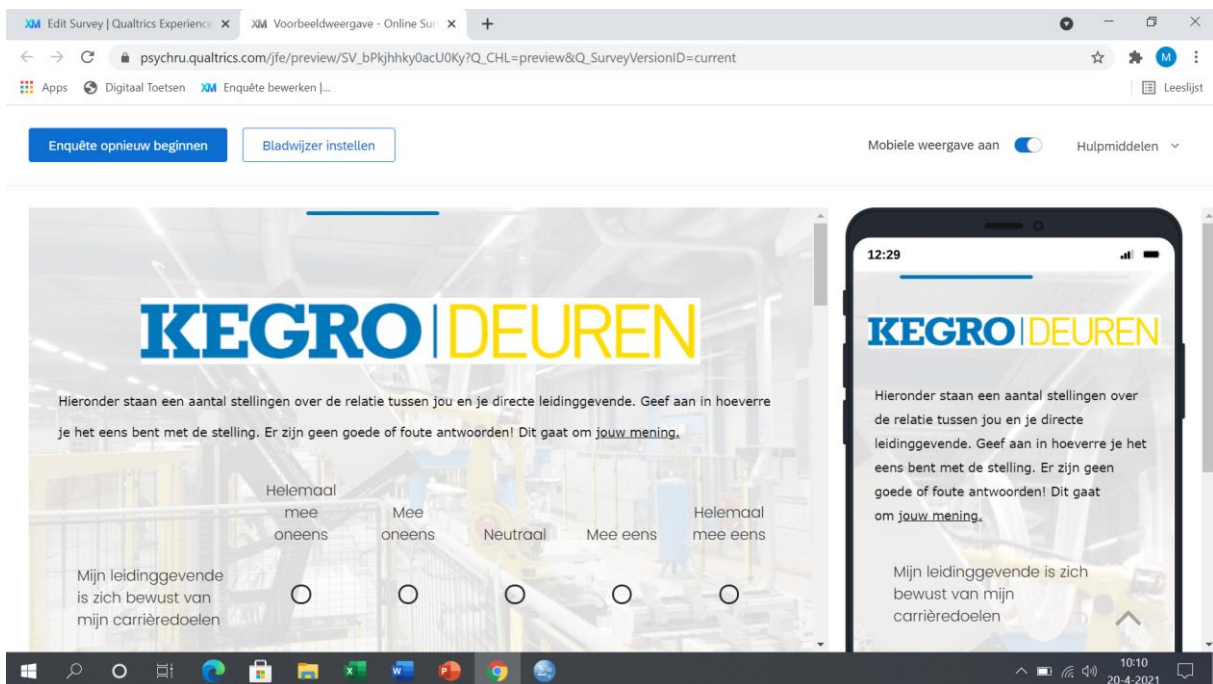 XM Edit Survey | Qualtrics Experience
XM Voorbeeldweergave - Online Sur
psychru.qualtrics.com/jfe/preview/SV_bPkjhhky0acU0Ky?Q_CHL=preview&Q_SurveyVersionID=current
M
Apps Digitaal Toetsen XM Enquête bewerken |...
Leeslijst
Enquête opnieuw beginnen
Bladwijzer instellen
Mobiele weergave aan
Hulpmiddelen
KEGRO|DEUREN
Hieronder staan een aantal stellingen over de relatie tussen jou en je directe leidinggevende. Geef aan in hoeverre
je het eens bent met de stelling. Er zijn geen goede of foute antwoorden! Dit gaat om jouw mening.
Helemaal
mee
oneens
Mee
oneens
Neutraal
Mee eens
Helemaal
mee eens
Mijn leidinggevende
is zich bewust van
mijn carrièredoelen
12:29
KEGRO|DEUREN
Hieronder staan een aantal stellingen over
de relatie tussen jou en je directe
leidinggevende. Geef aan in hoeverre je het
eens bent met de stelling. Er zijn geen
goede of foute antwoorden! Dit gaat
om jouw mening.
Mijn leidinggevende is zich
bewust van mijn
carrièredoelen
10:10
20-4-2021